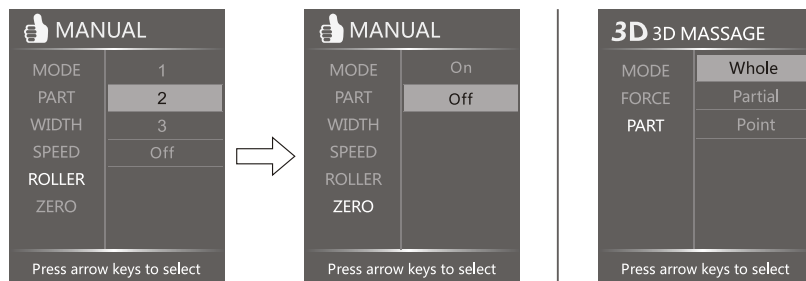 MANUAL
MODE 1
PART 2
WIDTH 3
SPEED Off
ROLLER
ZERO
Press arrow keys to select
MANUAL
MODE On
PART Off
WIDTH
SPEED
ROLLER
ZERO
Press arrow keys to select
3D 3D MASSAGE
MODE Whole
FORCE Partial
PART Point
Press arrow keys to select